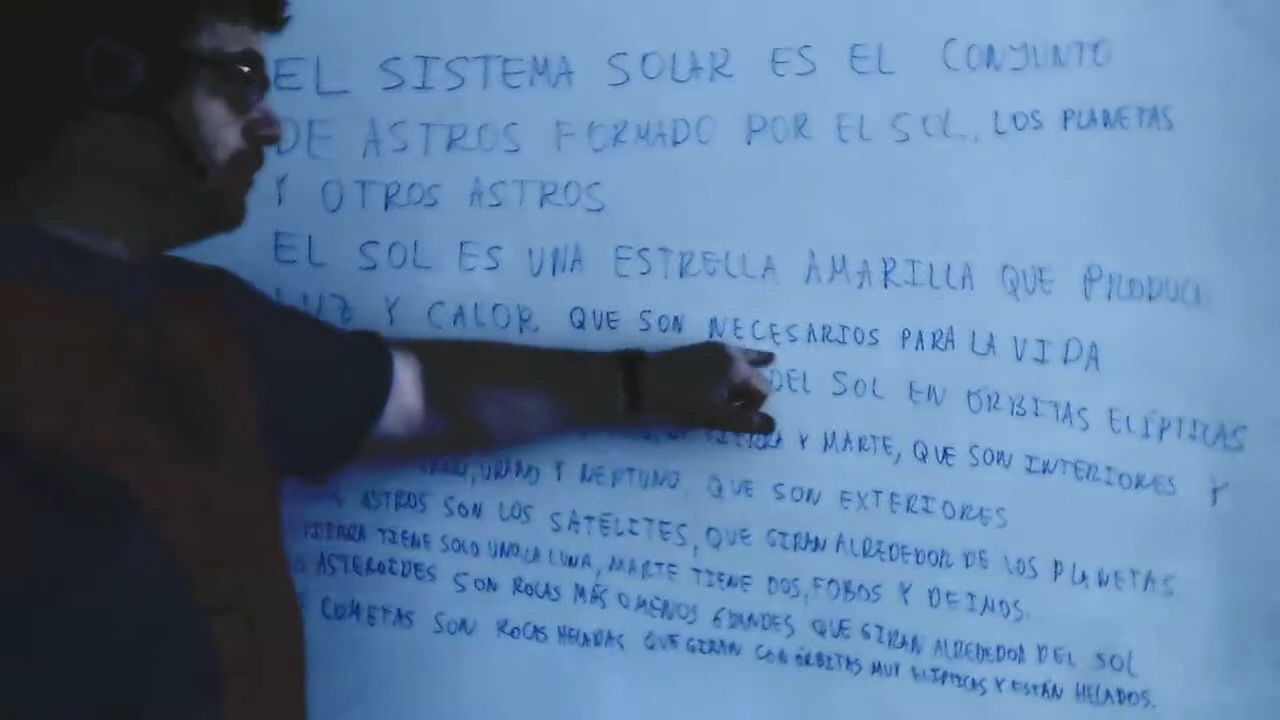 EL SISTEMA SOLAR ES EL CONJUNTO
DE ASTROS FORMADO POR EL SOL, LOS PLANETAS
Y OTROS ASTROS
EL SOL ES UNA ESTRELLA AMARILLA QUE PRODUCE
LUZ Y CALOR QUE SON NECESARIOS PARA LA VIDA
DEL SOL EN ÓRBITAS ELÍPTICAS
Y MARTE, QUE SON INTERIORES Y
URANO Y NEPTUNO, QUE SON EXTERIORES
ASTROS SON LOS SATÉLITES, QUE GIRAN ALREDEDOR DE LOS PLANETAS
TIERRA TIENE SOLO UNO, LA LUNA, MARTE TIENE DOS, FOBOS Y DEIMOS.
ASTEROIDES SON ROCAS MÁS O MENOS GRANDES QUE GIRAN ALREDEDOR DEL SOL
COMETAS SON ROCAS HELADAS QUE GIRAN CON ÓRBITAS MUY ELÍPTICAS Y ESTÁN HELADOS.